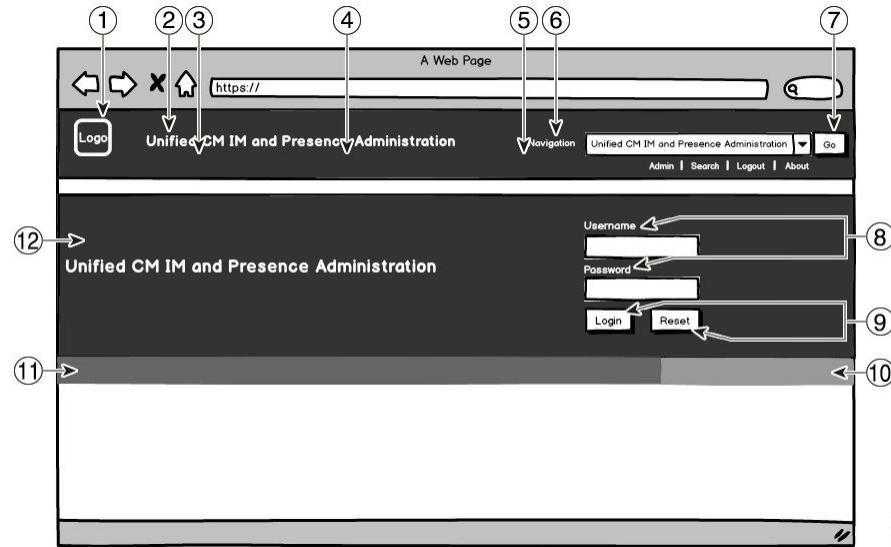 1 2 3 4 5 6 7
A Web Page
https://
Logo
Unified CM IM and Presence Administration
Navigation
Unified CM IM and Presence Administration
Go
Admin | Search | Logout | About
Username
8
12
Unified CM IM and Presence Administration
Password
Login
Reset
9
11
10